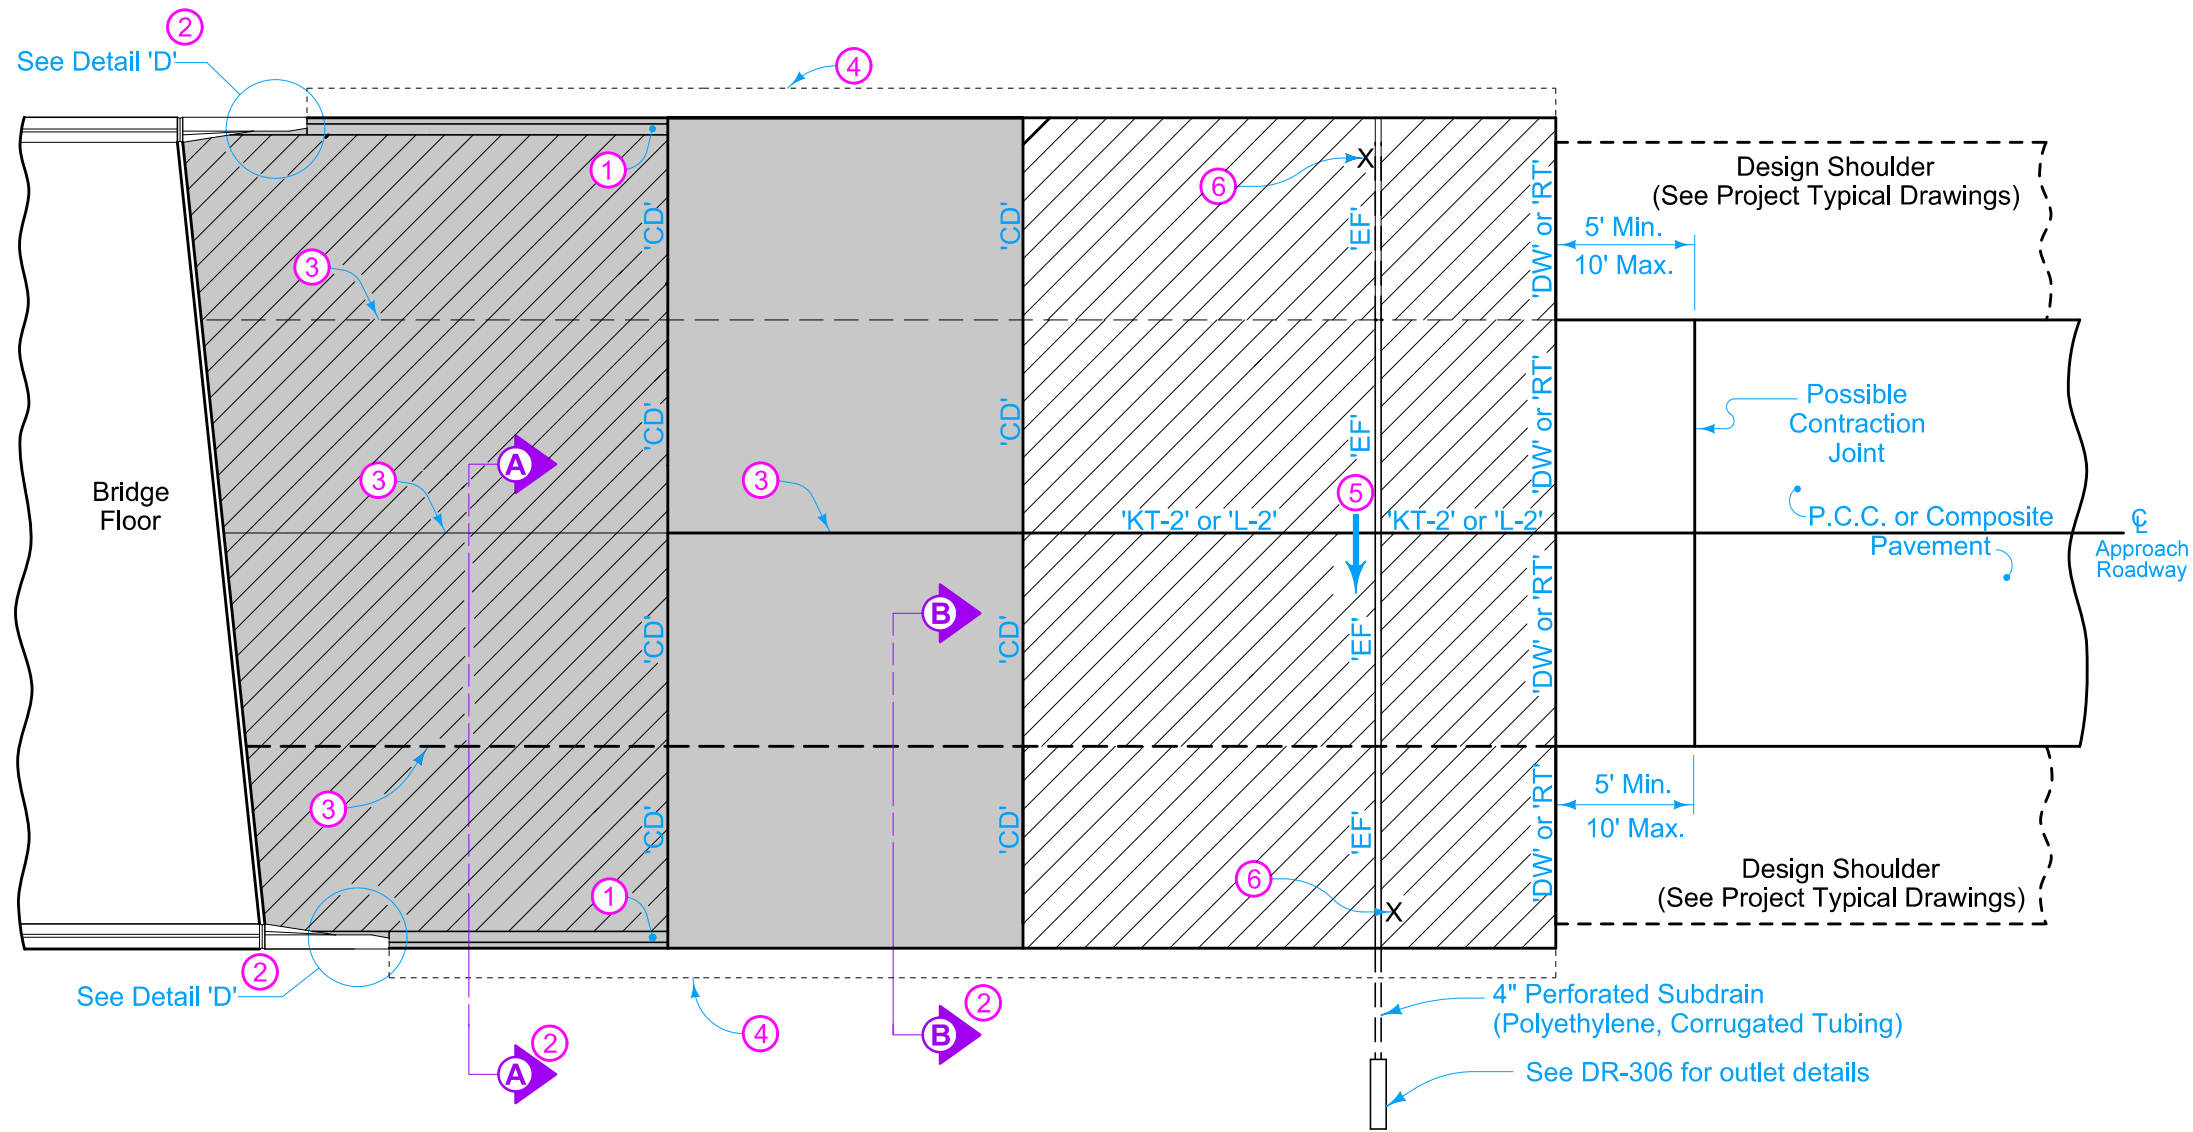 2
See Detail 'D'
4
1
6
Design Shoulder
(See Project Typical Drawings)
'CD'
'CD'
'EF'
'DW' or 'RT'
5' Min.
10' Max.
3
'CD'
'CD'
'EF'
'DW' or 'RT'
Possible
Contraction
Joint
A
3
3
5
Bridge
Floor
'KT-2' or 'L-2'
'KT-2' or 'L-2'
P.C.C. or Composite
Pavement
℄
Approach
Roadway
B
'CD'
'CD'
'EF'
'DW' or 'RT'
3
5' Min.
10' Max.
'CD'
'CD'
'EF'
'DW' or 'RT'
1
6
Design Shoulder
(See Project Typical Drawings)
2
See Detail 'D'
4
2
B
2
A
4" Perforated Subdrain
(Polyethylene, Corrugated Tubing)
See DR-306 for outlet details
X
X